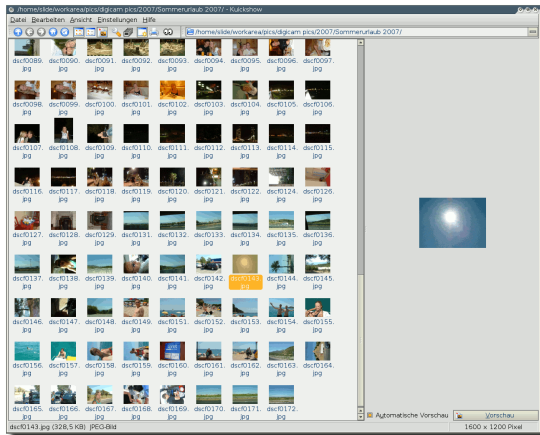 /home/slide/workarea/pics/digicam pics/2007/Sommerurlaub 2007/ - Kuickshow
Datei Bearbeiten Ansicht Einstellungen Hilfe
/home/slide/workarea/pics/digicam pics/2007/Sommerurlaub 2007/
dscf0089. dscf0090. dscf0091. dscf0092. dscf0093. dscf0094. dscf0095. dscf0096. dscf0097.
jpg jpg jpg jpg jpg jpg jpg jpg jpg
dscf0098. dscf0099. dscf0100. dscf0101. dscf0102. dscf0103. dscf0104. dscf0105. dscf0106.
jpg jpg jpg jpg jpg jpg jpg jpg jpg
dscf0107. dscf0108. dscf0109. dscf0110. dscf0111. dscf0112. dscf0113. dscf0114. dscf0115.
jpg jpg jpg jpg jpg jpg jpg jpg jpg
dscf0116. dscf0117. dscf0118. dscf0119. dscf0120. dscf0121. dscf0122. dscf0124. dscf0126.
jpg jpg jpg jpg jpg jpg jpg jpg jpg
dscf0127. dscf0128. dscf0129. dscf0131. dscf0132. dscf0133. dscf0134. dscf0135. dscf0136.
jpg jpg jpg jpg jpg jpg jpg jpg jpg
dscf0137. dscf0138. dscf0139. dscf0140. dscf0141. dscf0142. dscf0143. dscf0144. dscf0145.
jpg jpg jpg jpg jpg jpg jpg jpg jpg
dscf0146. dscf0147. dscf0148. dscf0149. dscf0151. dscf0152. dscf0153. dscf0154. dscf0155.
jpg jpg jpg jpg jpg jpg jpg jpg jpg
dscf0156. dscf0157. dscf0158. dscf0159. dscf0160. dscf0161. dscf0162. dscf0163. dscf0164.
jpg jpg jpg jpg jpg jpg jpg jpg jpg
dscf0165. dscf0166. dscf0167. dscf0168. dscf0169. dscf0170. dscf0171. dscf0172.
jpg jpg jpg jpg jpg jpg jpg jpg
Automatische Vorschau Vorschau
dscf0143.jpg (328,5 KB) JPEG-Bild 1600 x 1200 Pixel